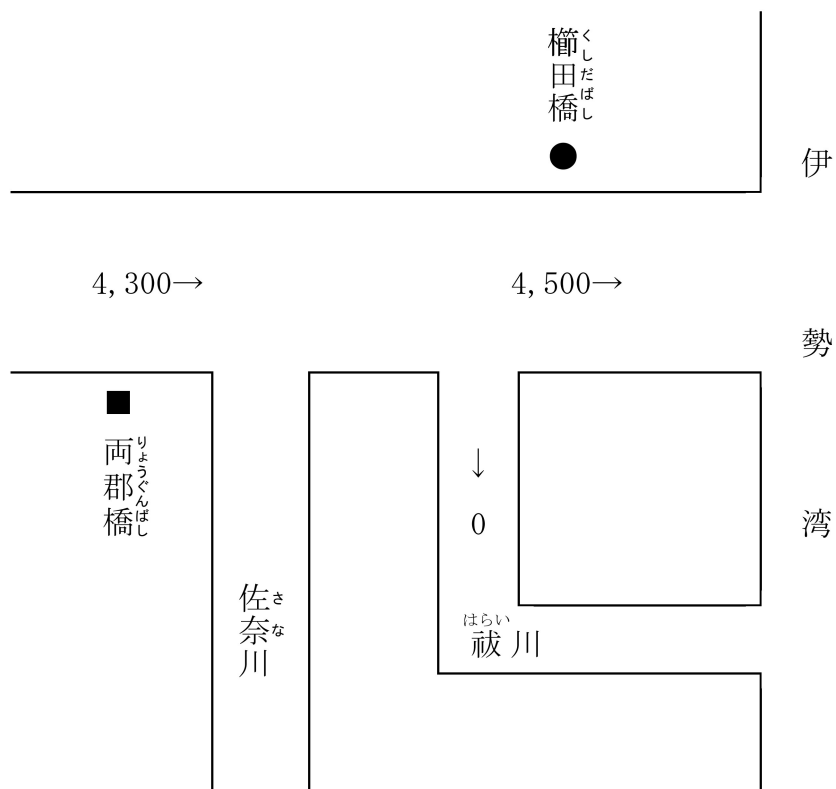 櫛田橋
くしだばし
伊勢湾
4,300→
4,500→
両郡橋
りょうぐんばし
↓
0
佐奈川
さな
はらい
祓川